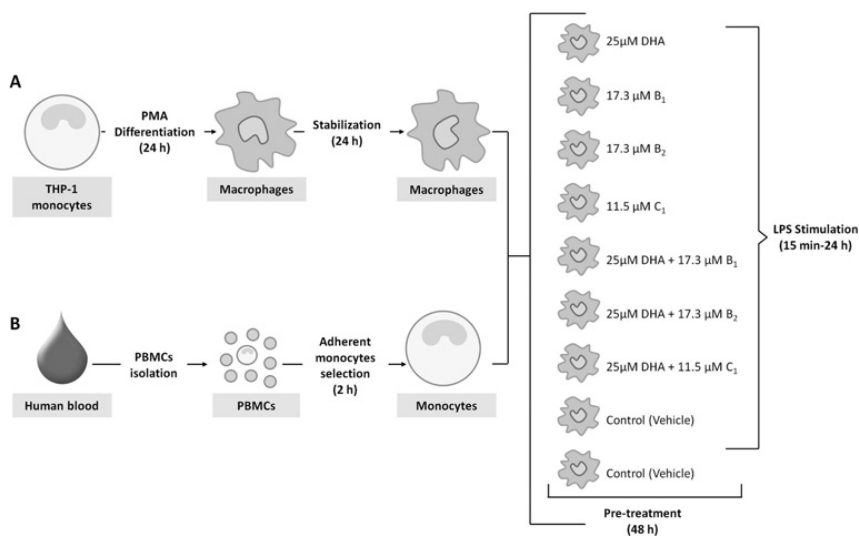 A
THP-1
monocytes
PMA
Differentiation
(24 h)
Macrophages
Stabilization
(24 h)
Macrophages
B
Human blood
PBMCs
isolation
PBMCs
Adherent
monocytes
selection
(2 h)
Monocytes
25µM DHA
17.3 µM B₁
17.3 µM B₂
11.5 µM C₁
25µM DHA + 17.3 µM B₁
25µM DHA + 17.3 µM B₂
25µM DHA + 11.5 µM C₁
Control (Vehicle)
Control (Vehicle)
Pre-treatment
(48 h)
LPS Stimulation
(15 min-24 h)